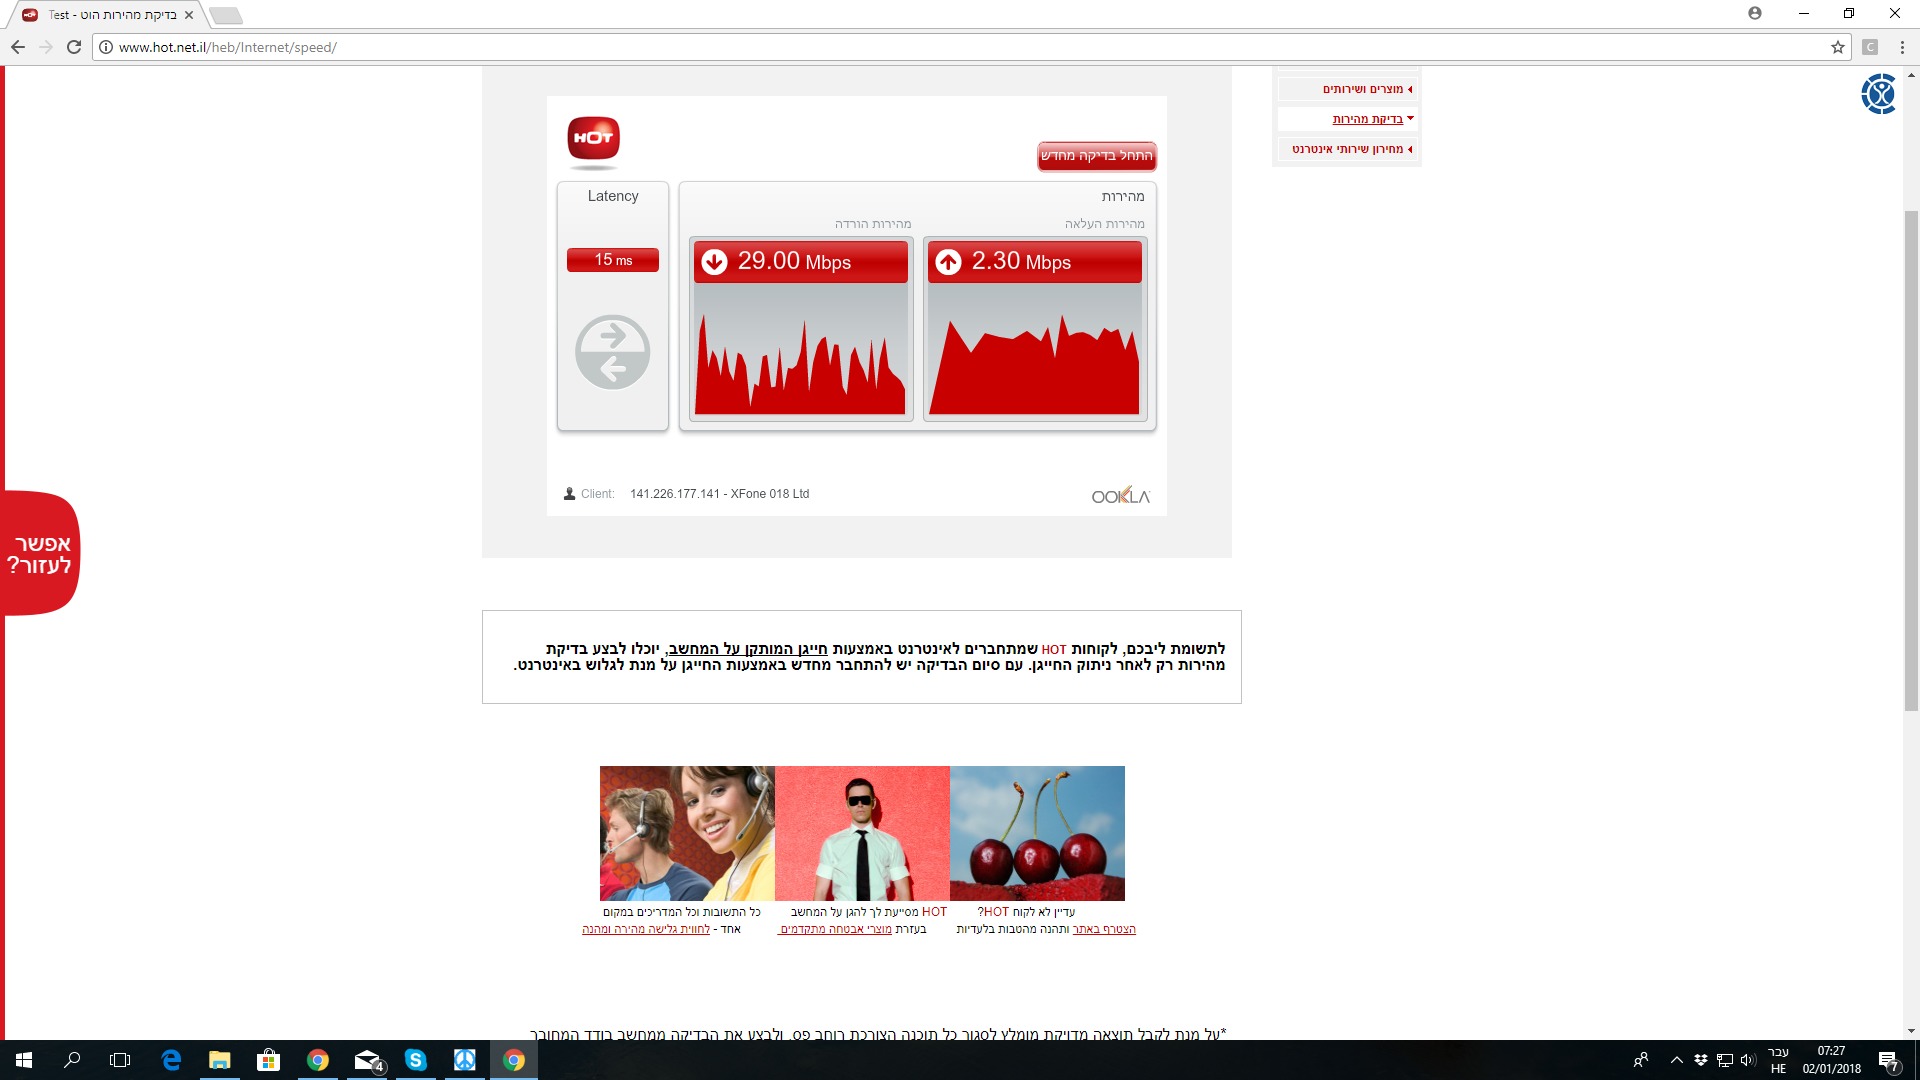 Test - בדיקת מהירות הוט
www.hot.net.il/heb/Internet/speed/
C
מוצרים ושירותים
בדיקת מהירות
מחירון שירותי אינטרנט
HOT
התחל בדיקה מחדש
Latency
15 ms
מהירות
מהירות הורדה
מהירות העלאה
29.00 Mbps
2.30 Mbps
Client: 141.226.177.141 - XFone 018 Ltd
OOKLA
אפשר
לעזור?
לתשומת ליבכם, לקוחות HOT שמתחברים לאינטרנט באמצעות חייגן המותקן על המחשב, יוכלו לבצע בדיקת
מהירות רק לאחר ניתוק החייגן. עם סיום הבדיקה יש להתחבר מחדש באמצעות החייגן על מנת לגלוש באינטרנט.
עדיין לא לקוח HOT?
הצטרף באתר ותהנה מהטבות בלעדיות
HOT מסייעת לך להגן על המחשב
בעזרת מוצרי אבטחה מתקדמים
כל התשובות וכל המדריכים במקום
אחד - לחווית גלישה מהירה ומהנה
*על מנת לקבל תוצאה מדויקת מומלץ לסגור כל תוכנה הצורכת רוחב פס, ולבצע את הבדיקה ממחשב בודד המחובר
4
עבר
HE
07:27
02/01/2018
7